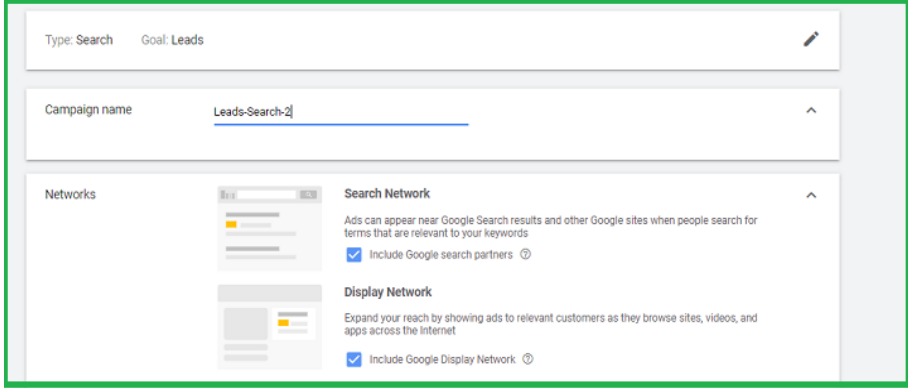 Type: Search Goal: Leads
Campaign name Leads-Search-2
Networks Search Network
Ads can appear near Google Search results and other Google sites when people search for
terms that are relevant to your keywords
Include Google search partners
Display Network
Expand your reach by showing ads to relevant customers as they browse sites, videos, and
apps across the Internet
Include Google Display Network